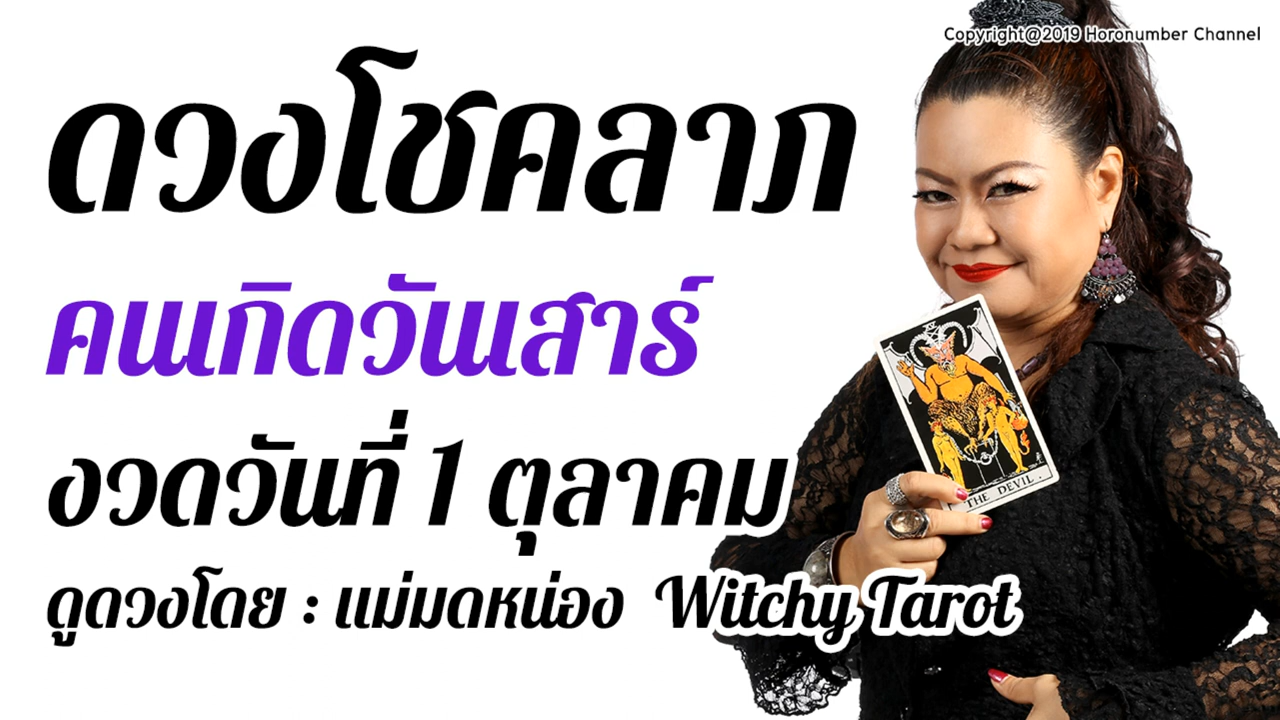 Copyright@2019 Horonumber Channel
ดวงโชคลาภ
คนเกิดวันเสาร์
งวดวันที่ 1 ตุลาคม
ดูดวงโดย : แม่มดหน่อง Witchy Tarot
THE DEVIL.